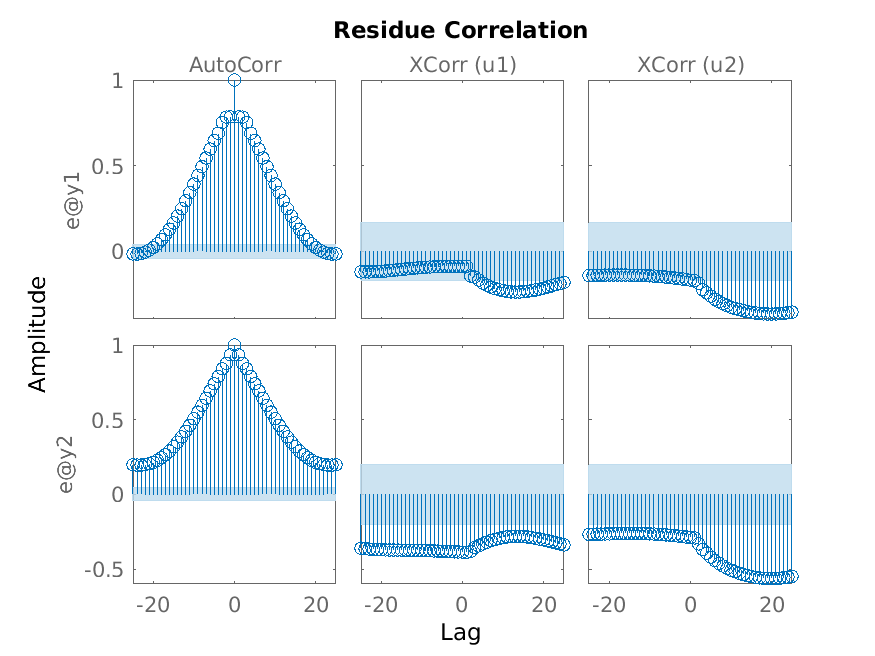 Residue Correlation
AutoCorr
XCorr (u1)
XCorr (u2)
e@y1
1
0.5
0
Amplitude
e@y2
1
0.5
0
-0.5
-20 0 20
-20 0 20
-20 0 20
Lag